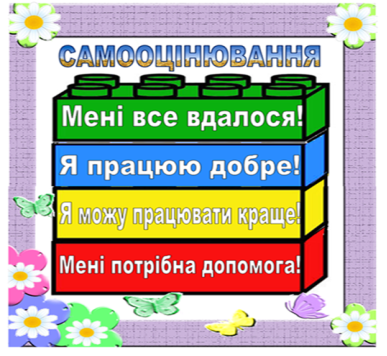 САМООЦІНЮВАННЯ
Мені все вдалося!
Я працюю добре!
Я можу працювати краще!
Мені потрібна допомога!